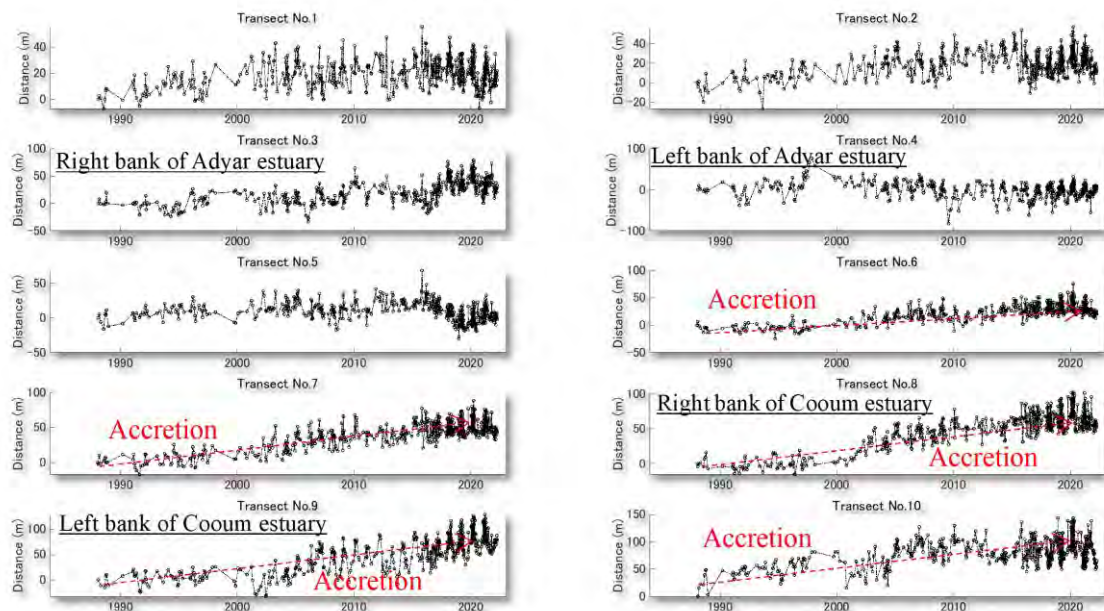 Transect No.1
Distance (m)
40
20
0
1990 2000 2010 2020
Transect No.2
Distance (m)
60
40
20
0
-20
1990 2000 2010 2020
Transect No.3
Right bank of Adyar estuary
Distance (m)
100
50
0
-50
1990 2000 2010 2020
Transect No.4
Left bank of Adyar estuary
Distance (m)
100
0
-100
1990 2000 2010 2020
Transect No.5
Distance (m)
50
0
-50
1990 2000 2010 2020
Transect No.6
Accretion
Distance (m)
100
50
0
-50
1990 2000 2010 2020
Transect No.7
Accretion
Distance (m)
100
50
0
1990 2000 2010 2020
Transect No.8
Right bank of Cooum estuary
Accretion
Distance (m)
100
50
0
1990 2000 2010 2020
Transect No.9
Left bank of Cooum estuary
Accretion
Distance (m)
100
50
0
1990 2000 2010 2020
Transect No.10
Accretion
Distance (m)
150
100
50
0
1990 2000 2010 2020